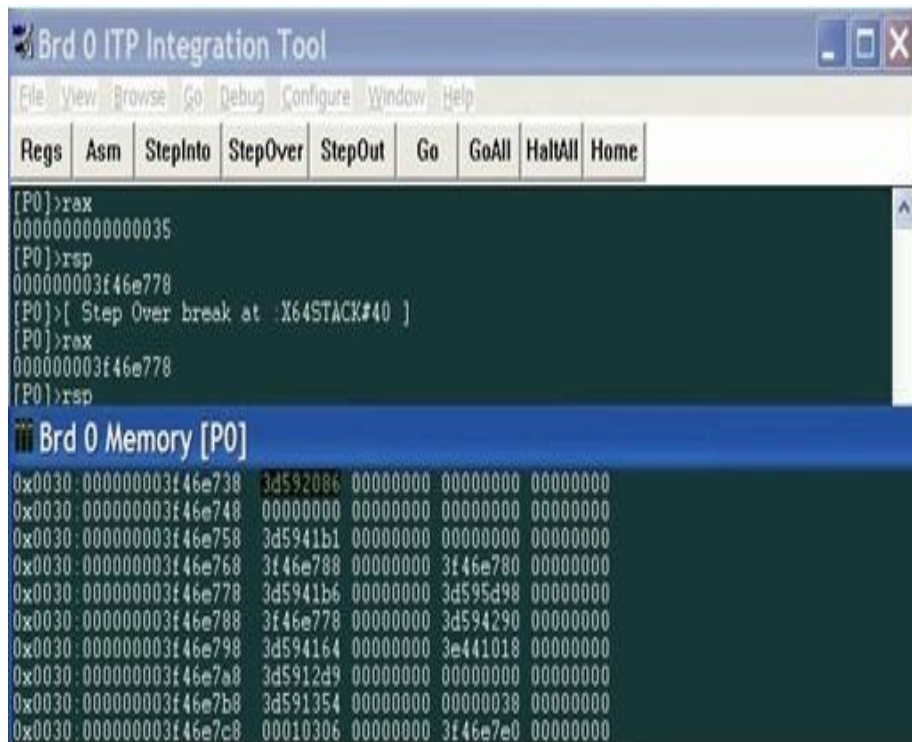 Brd 0 ITP Integration Tool
File View Browse Go Debug Configure Window Help
Regs Asm StepInto StepOver StepOut Go GoAll HaltAll Home
[P0]>rax
0000000000000035
[P0]>rsp
000000003f46e778
[P0]>[ Step Over break at :X64STACK#40 ]
[P0]>rax
000000003f46e778
[P0]>rsp
Brd 0 Memory [P0]
0x0030:000000003f46e738 3d592086 00000000 00000000 00000000
0x0030:000000003f46e748 00000000 00000000 00000000 00000000
0x0030:000000003f46e758 3d5941b1 00000000 00000000 00000000
0x0030:000000003f46e768 3f46e788 00000000 3f46e780 00000000
0x0030:000000003f46e778 3d5941b6 00000000 3d595d98 00000000
0x0030:000000003f46e788 3f46e778 00000000 3d594290 00000000
0x0030:000000003f46e798 3d594164 00000000 3e441018 00000000
0x0030:000000003f46e7a8 3d5912d9 00000000 00000000 00000000
0x0030:000000003f46e7b8 3d591354 00000000 00000038 00000000
0x0030:000000003f46e7c8 00010306 00000000 3f46e7e0 00000000